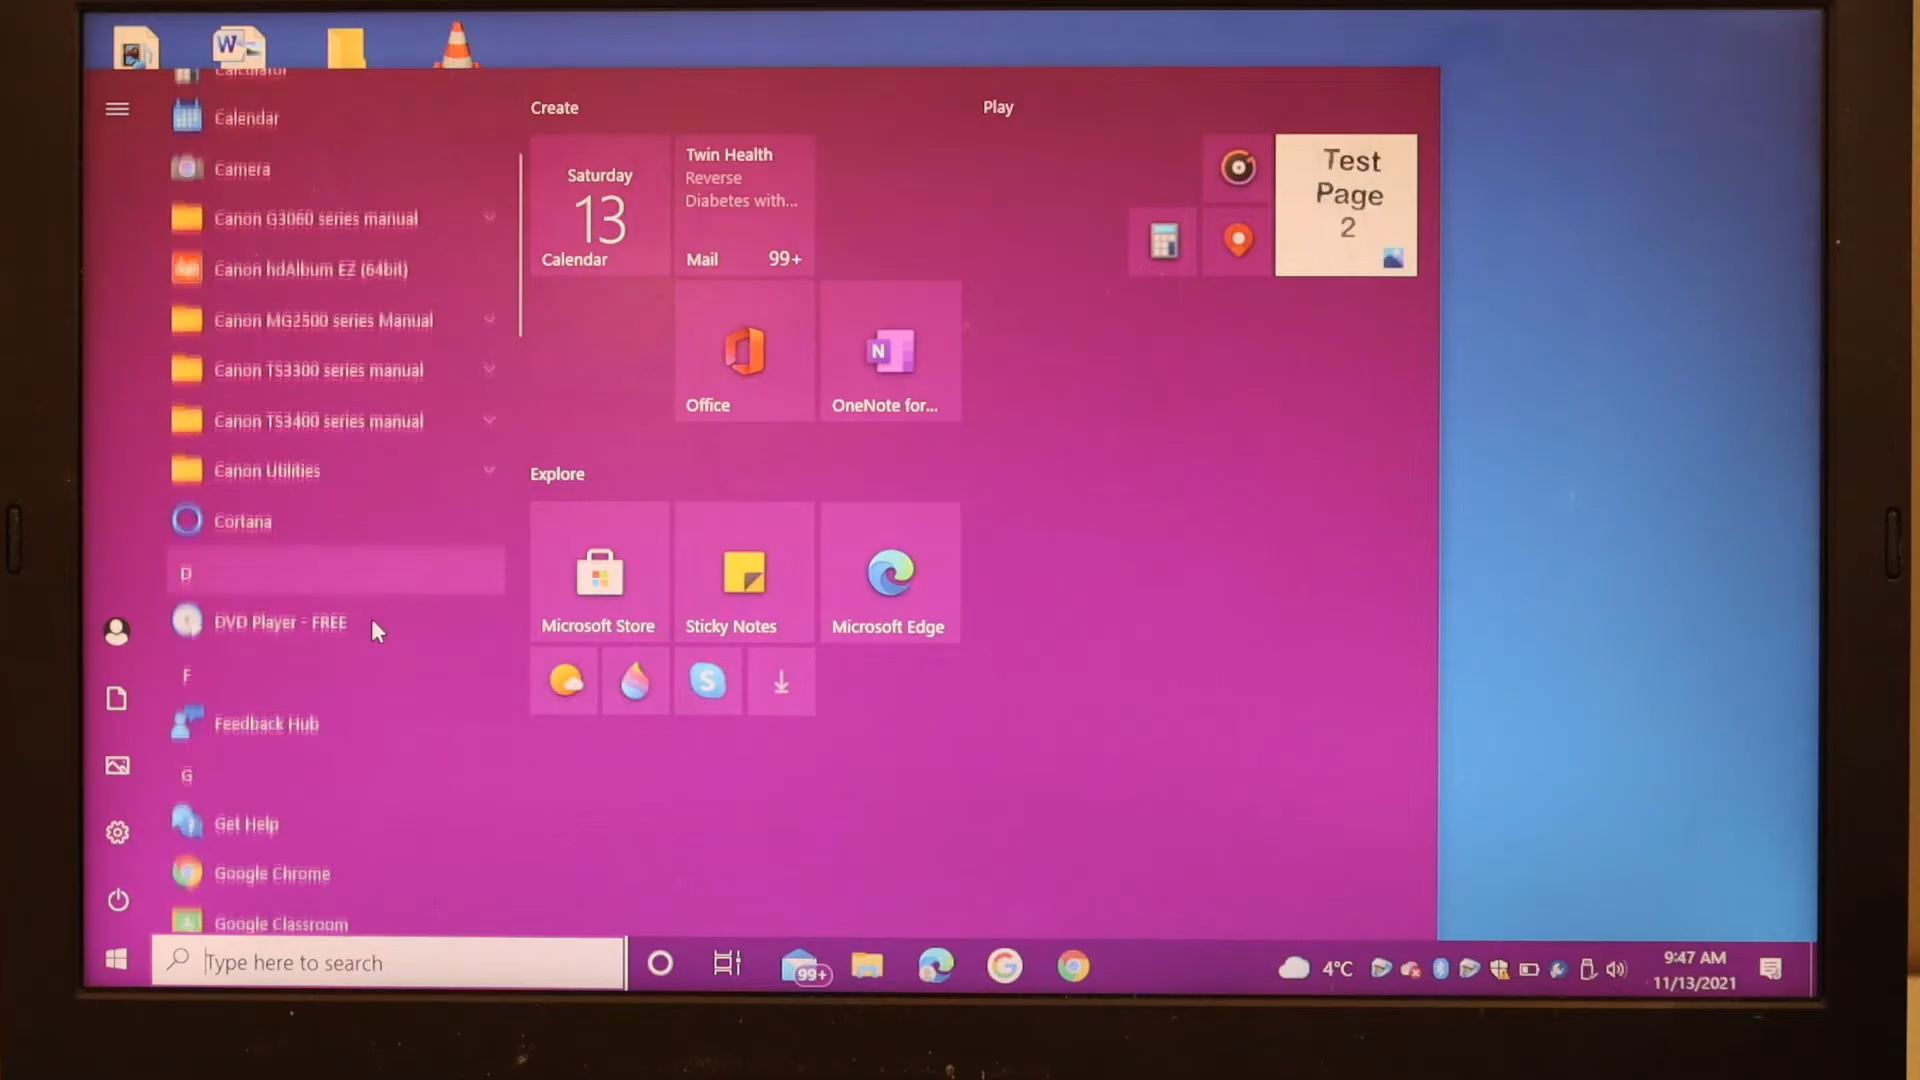 Calculator
Calendar
Camera
Canon G3060 series manual
Canon hdAlbum EZ (64bit)
Canon MG2500 series Manual
Canon TS3300 series manual
Canon TS3400 series manual
Canon Utilities
Cortana
D
DVD Player - FREE
F
Feedback Hub
G
Get Help
Google Chrome
Google Classroom
Create
Saturday
13
Calendar
Twin Health
Reverse
Diabetes with...
Mail 99+
Office
OneNote for...
Explore
Microsoft Store
Sticky Notes
Microsoft Edge
Play
Test
Page
2
Type here to search
99+
4°C
9:47 AM
11/13/2021